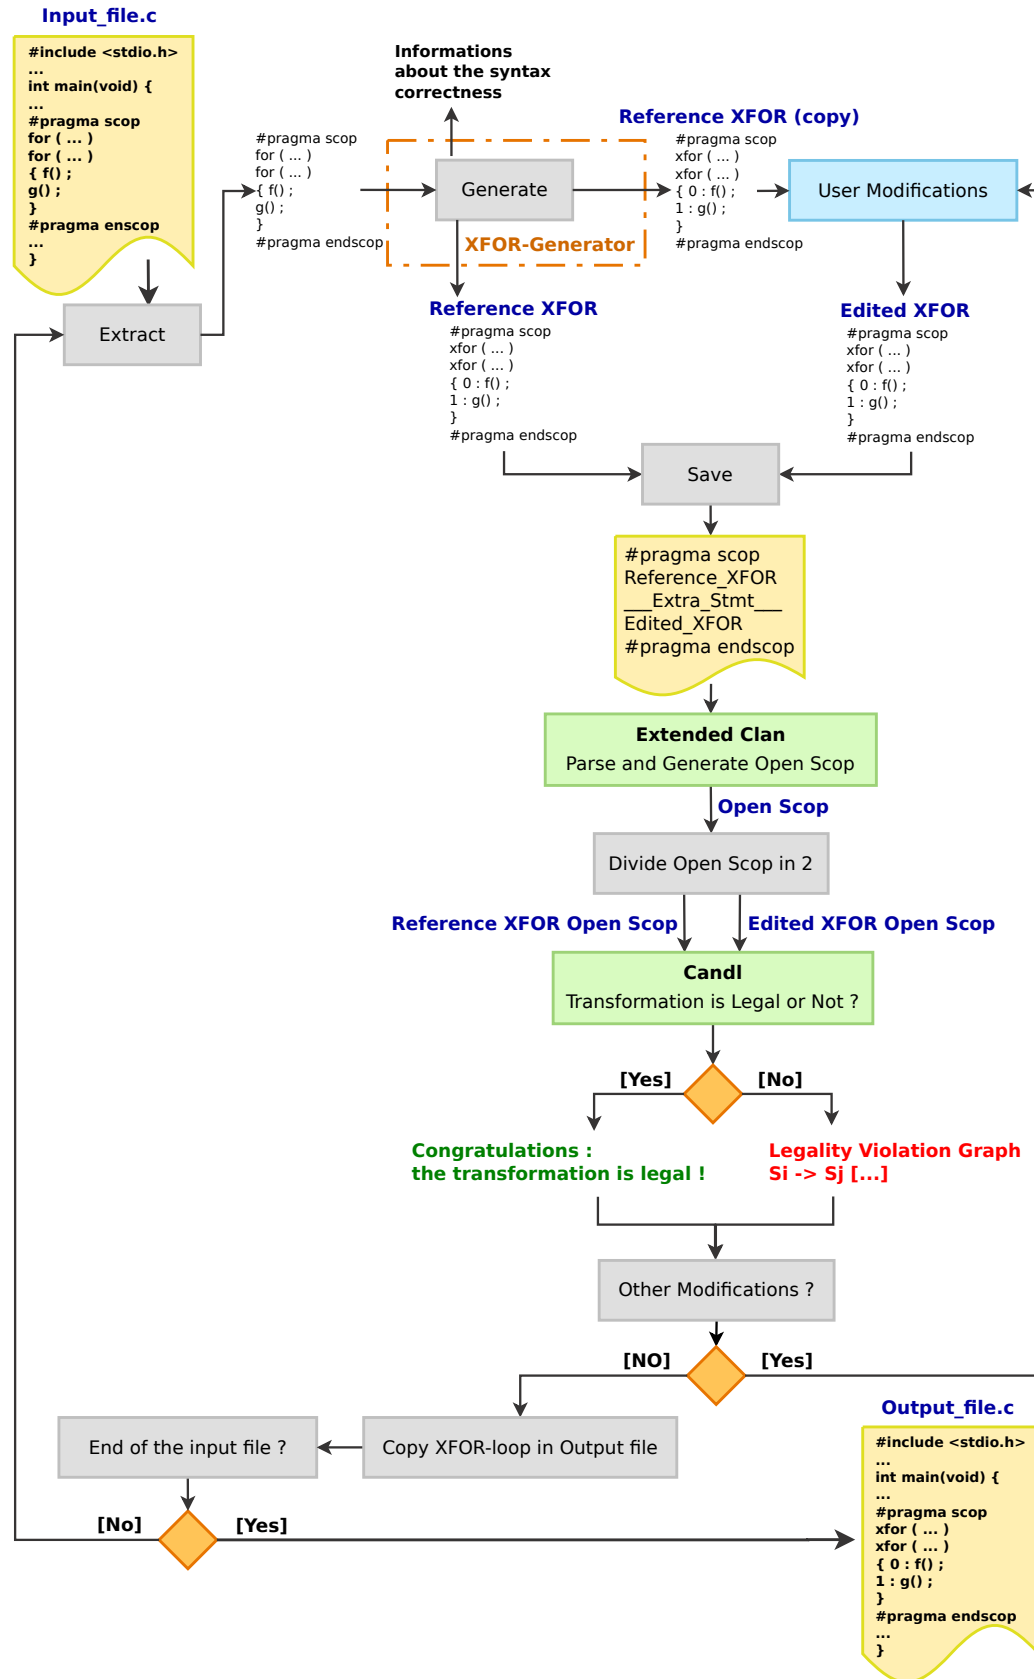 Input_file.c
#include <stdio.h>
...
int main(void) {
...
#pragma scop
for ( ... )
for ( ... )
{ f() ;
g() ;
}
#pragma enscop
...
}
Extract
#pragma scop
for ( ... )
for ( ... )
{ f() ;
g() ;
}
#pragma endscop
Informations
about the syntax
correctness
Generate
XFOR-Generator
Reference XFOR (copy)
#pragma scop
xfor ( ... )
xfor ( ... )
{ 0 : f() ;
1 : g() ;
}
#pragma endscop
User Modifications
Reference XFOR
#pragma scop
xfor ( ... )
xfor ( ... )
{ 0 : f() ;
1 : g() ;
}
#pragma endscop
Edited XFOR
#pragma scop
xfor ( ... )
xfor ( ... )
{ 0 : f() ;
1 : g() ;
}
#pragma endscop
Save
#pragma scop
Reference_XFOR
___Extra_Stmt___
Edited_XFOR
#pragma endscop
Extended Clan
Parse and Generate Open Scop
Open Scop
Divide Open Scop in 2
Reference XFOR Open Scop
Edited XFOR Open Scop
Candl
Transformation is Legal or Not ?
[Yes]
[No]
Congratulations :
the transformation is legal !
Legality Violation Graph
Si -> Sj [...]
Other Modifications ?
[NO]
[Yes]
Copy XFOR-loop in Output file
End of the input file ?
[No]
[Yes]
Output_file.c
#include <stdio.h>
...
int main(void) {
...
#pragma scop
xfor ( ... )
xfor ( ... )
{ 0 : f() ;
1 : g() ;
}
#pragma endscop
...
}